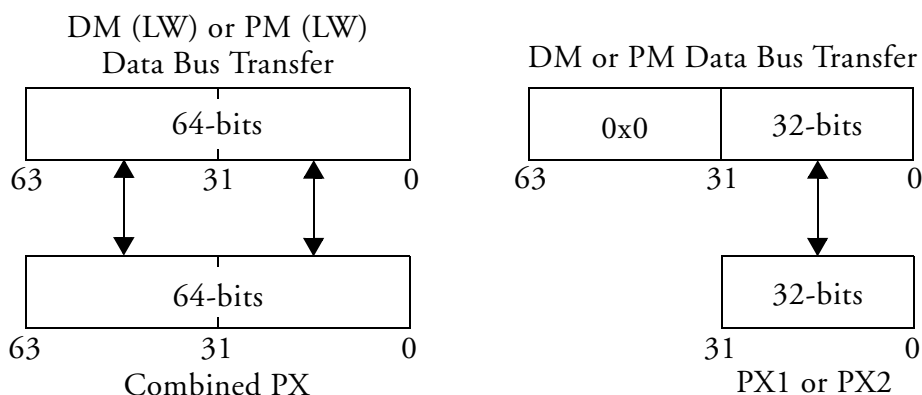 DM (LW) or PM (LW)
Data Bus Transfer
64-bits
63 31 0
64-bits
63 31 0
Combined PX
DM or PM Data Bus Transfer
0x0 32-bits
63 31 0
32-bits
31 0
PX1 or PX2